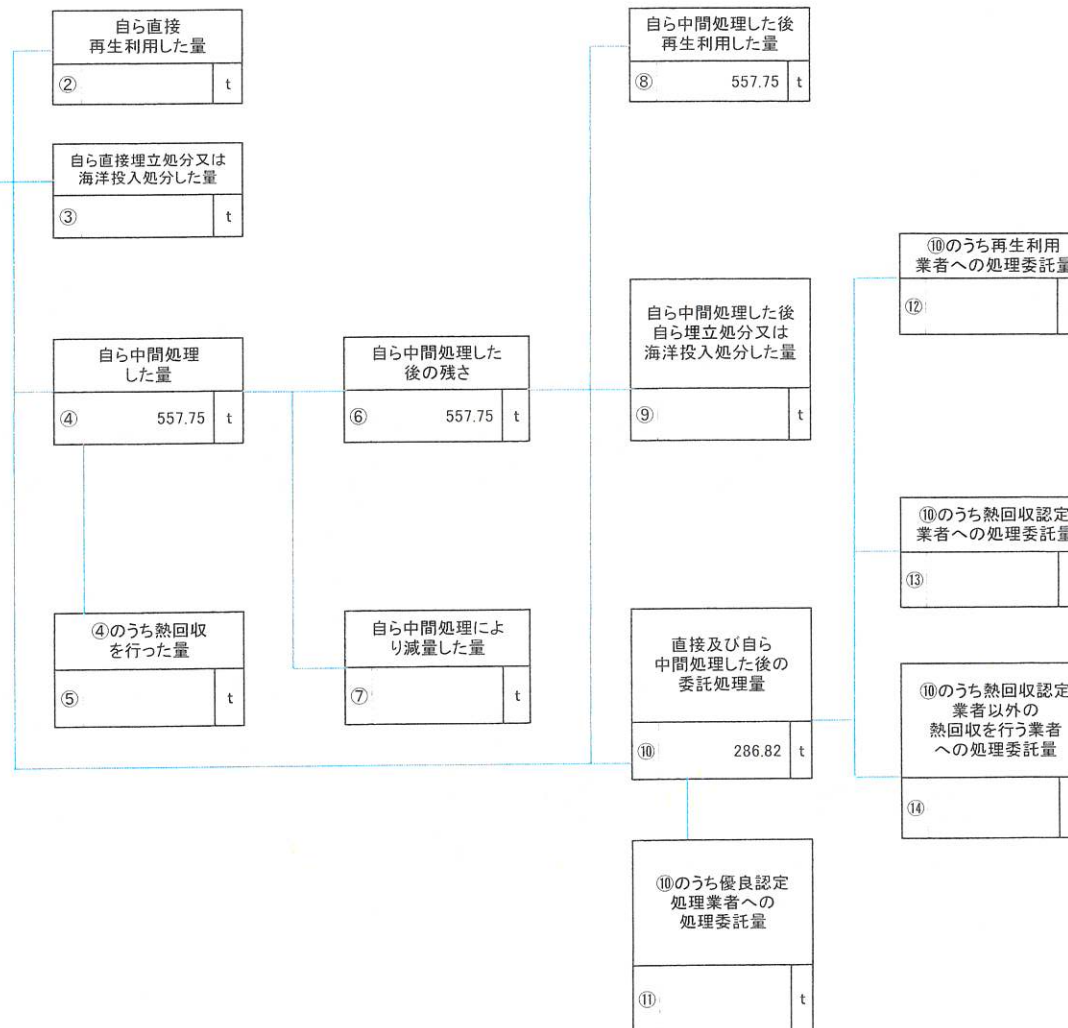 自ら直接
再生利用した量
② t
自ら直接埋立処分又は
海洋投入処分した量
③ t
自ら中間処理
した量
④ 557.75 t
④のうち熱回収
を行った量
⑤ t
自ら中間処理した
後の残さ
⑥ 557.75 t
自ら中間処理によ
り減量した量
⑦ t
自ら中間処理した後
再生利用した量
⑧ 557.75 t
自ら中間処理した後
自ら埋立処分又は
海洋投入処分した量
⑨ t
直接及び自ら
中間処理した後の
委託処理量
⑩ 286.82 t
⑩のうち優良認定
処理業者への
処理委託量
⑪ t
⑩のうち再生利用
業者への処理委託量
⑫
⑩のうち熱回収認定
業者への処理委託量
⑬
⑩のうち熱回収認定
業者以外の
熱回収を行う業者
への処理委託量
⑭